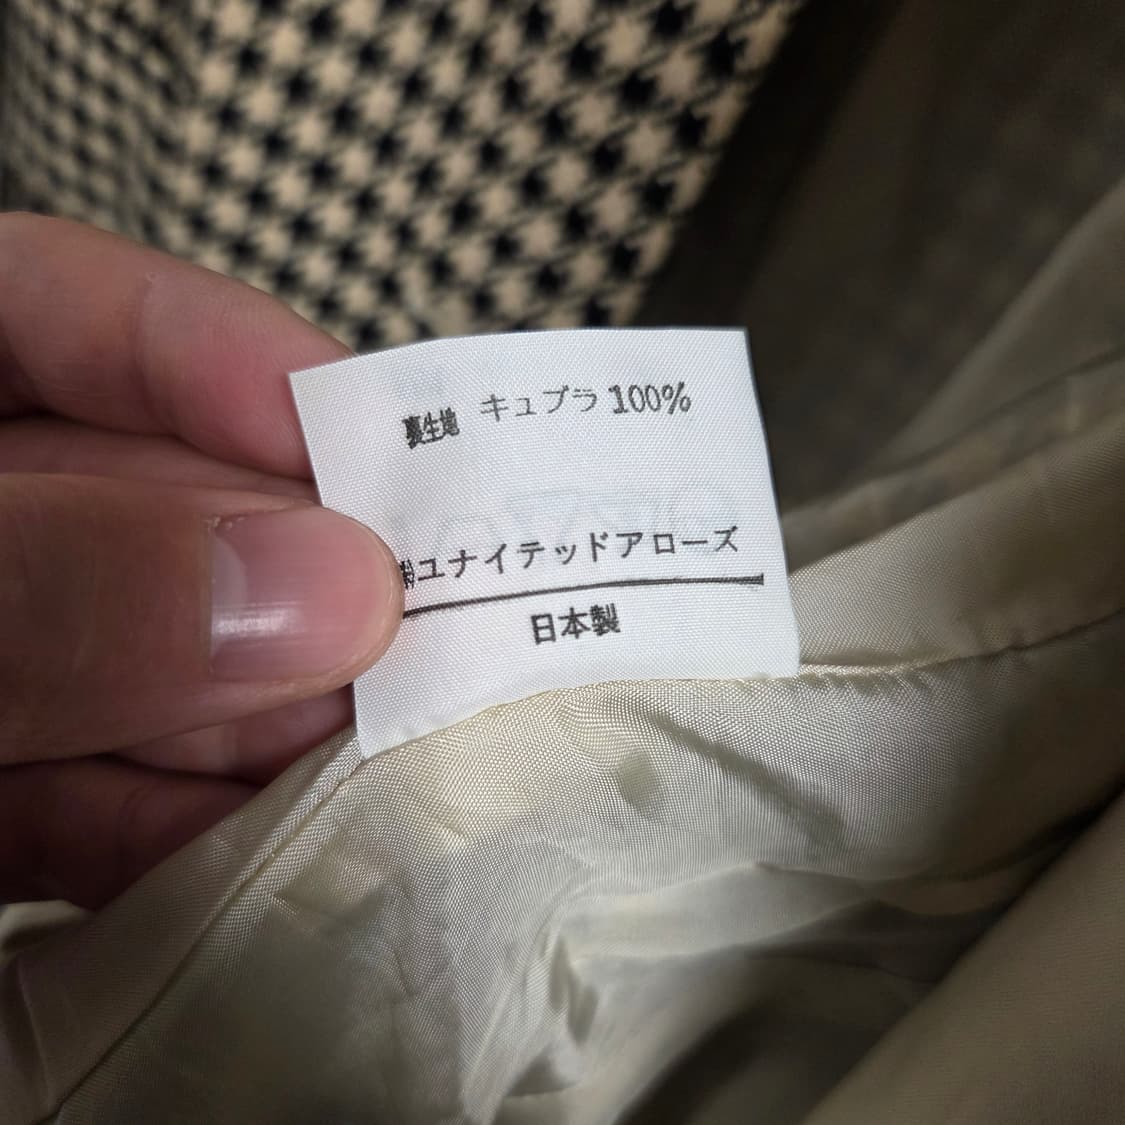 裏生地 キュプラ 100%
㈱ユナイテッドアローズ
日本製